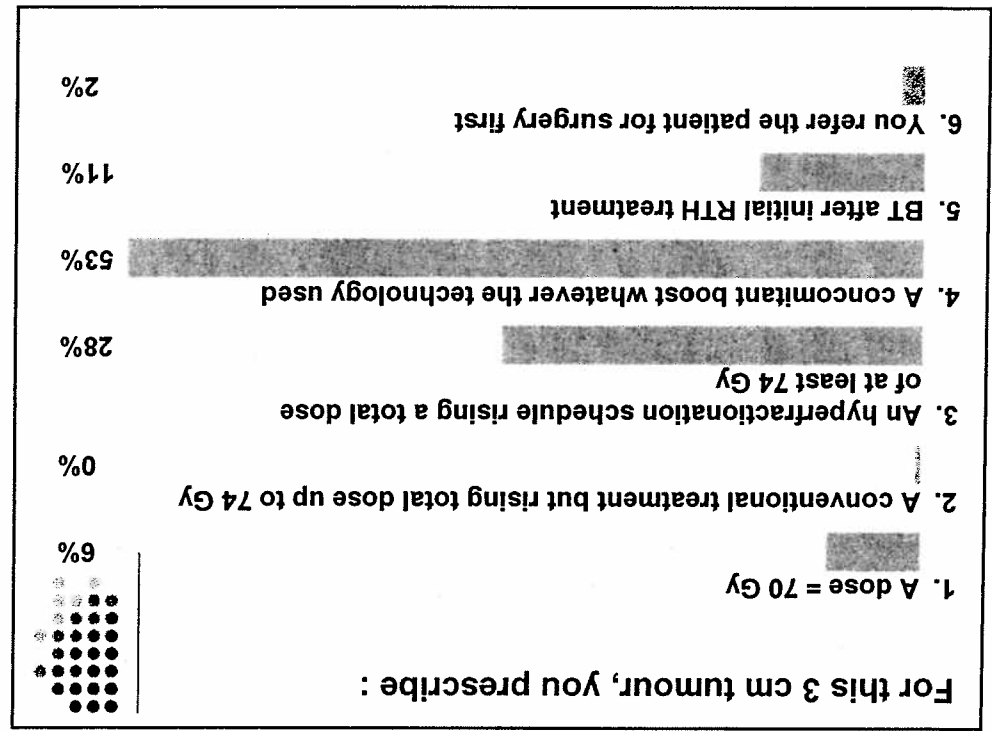 For this 3 cm tumour, you prescribe :
1. A dose = 70 Gy
6%
2. A conventional treatment but rising total dose up to 74 Gy
0%
3. An hyperfractionation schedule rising a total dose
of at least 74 Gy
28%
4. A concomitant boost whatever the technology used
53%
5. BT after initial RTH treatment
11%
6. You refer the patient for surgery first
2%